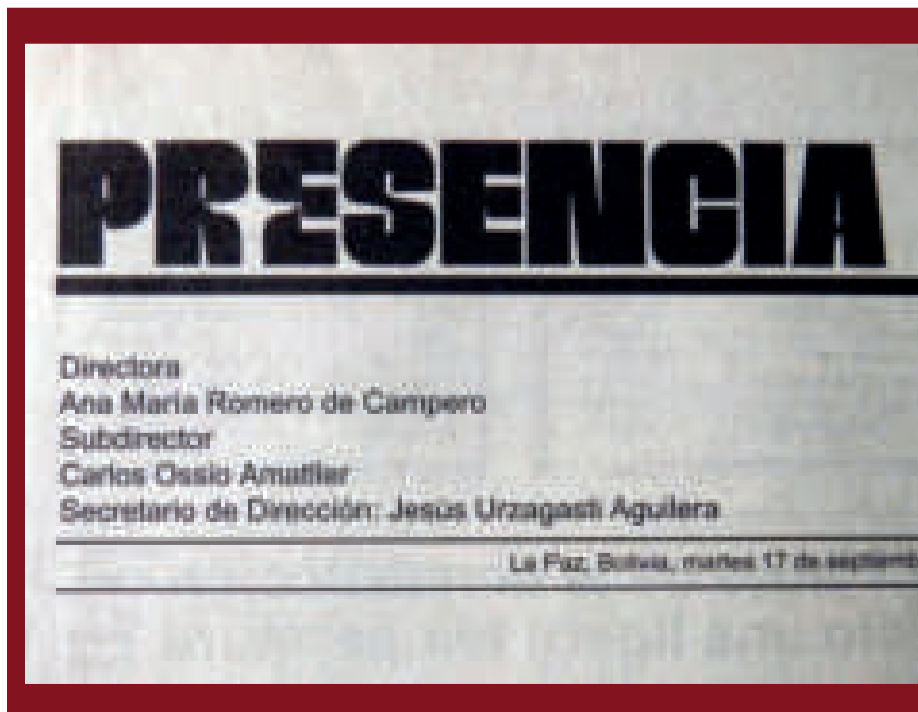 PRESENCIA
Directora
Ana María Romero de Campero
Subdirector
Carlos Ossio
Secretario de Dirección: Jesús Urzagasti Aguilera
La Paz, Bolivia, martes 17 de septiemb